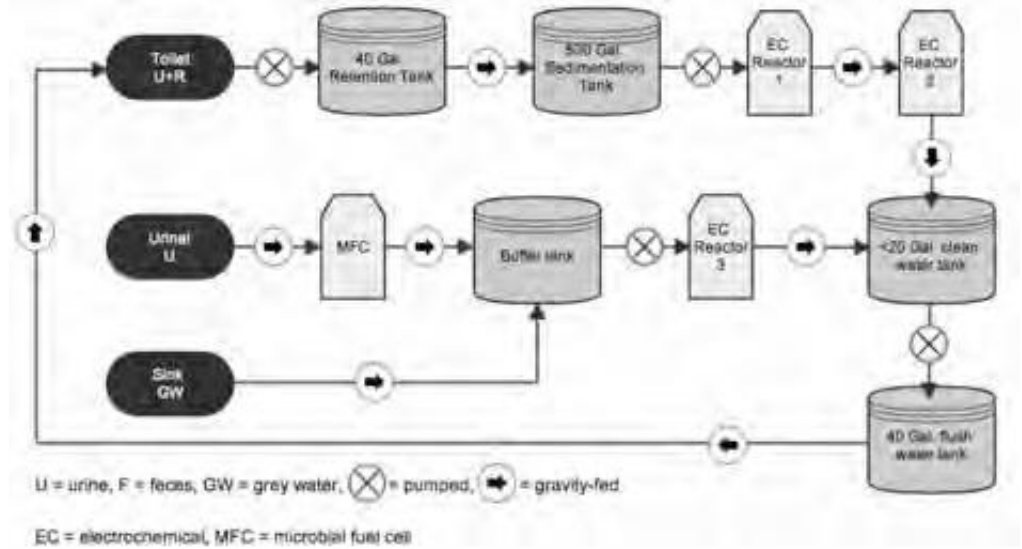 Toilet
U+R
40 Gal.
Retention Tank
500 Gal.
Sedimentation
Tank
EC
Reactor
1
EC
Reactor
2
Urinal
U
MFC
Buffer tank
EC
Reactor
3
<20 Gal. clean
water tank
Sink
GW
40 Gal. flush
water tank
U = urine, F = feces, GW = grey water, = pumped, = gravity-fed
EC = electrochemical, MFC = microbial fuel cell